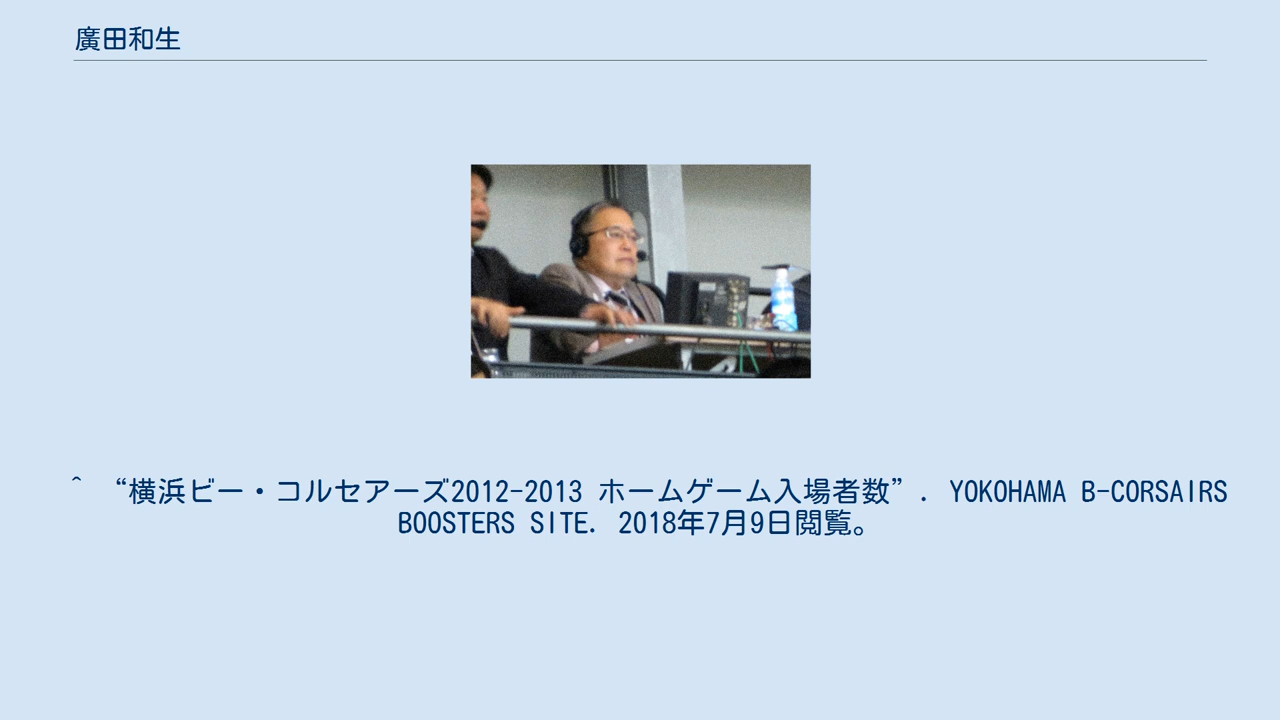 廣田和生
^ “横浜ビー・コルセアーズ2012-2013 ホームゲーム入場者数”. YOKOHAMA B-CORSAIRS
BOOSTERS SITE. 2018年7月9日閲覧。